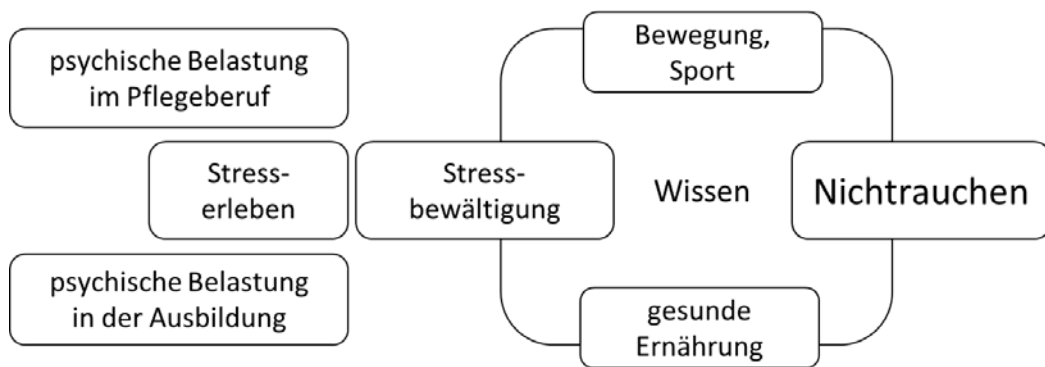 psychische Belastung
im Pflegeberuf
Stress-
erleben
psychische Belastung
in der Ausbildung
Stress-
bewältigung
Bewegung,
Sport
Wissen
gesunde
Ernährung
Nichtrauchen